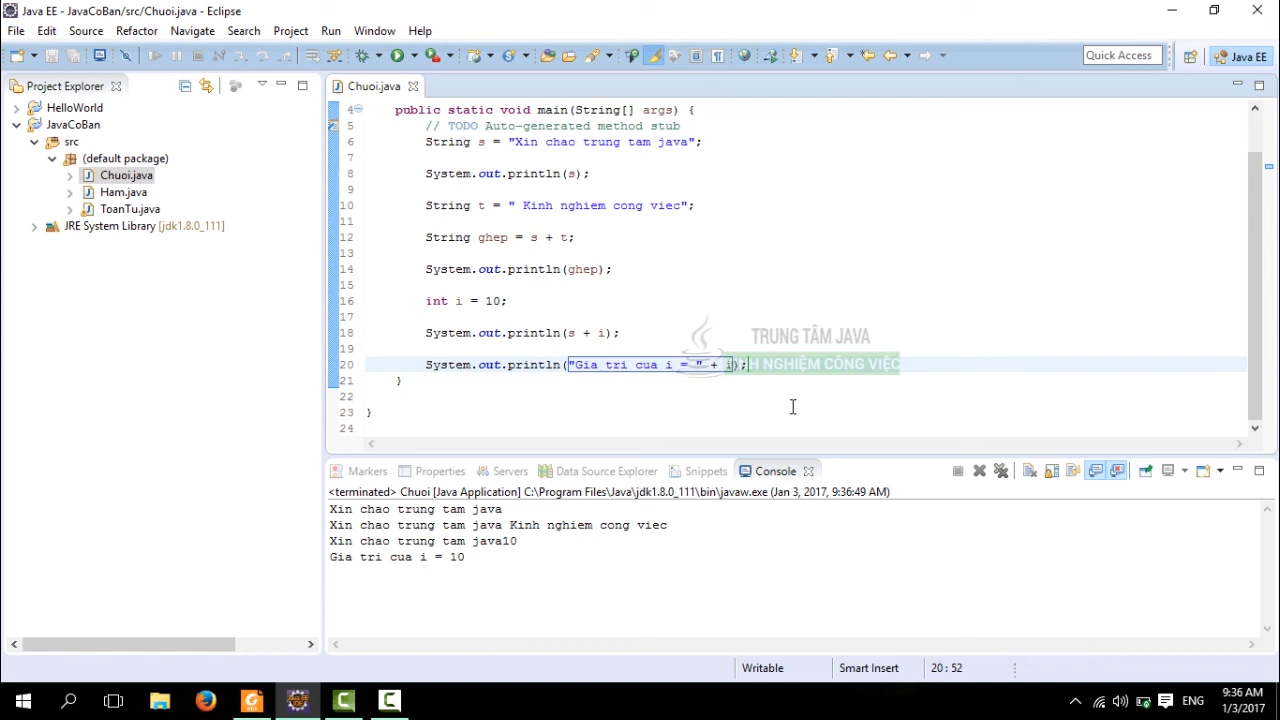 Java EE - JavaCoBan/src/Chuoi.java - Eclipse
File Edit Source Refactor Navigate Search Project Run Window Help
Quick Access
Java EE
Project Explorer
HelloWorld
JavaCoBan
src
(default package)
Chuoi.java
Ham.java
ToanTu.java
JRE System Library [jdk1.8.0_111]
Chuoi.java
4 public static void main(String[] args) {
5 // TODO Auto-generated method stub
6 String s = "Xin chao trung tam java";
7
8 System.out.println(s);
9
10 String t = " Kinh nghiem cong viec";
11
12 String ghep = s + t;
13
14 System.out.println(ghep);
15
16 int i = 10;
17
18 System.out.println(s + i);
19
20 System.out.println("Gia tri cua i = " + i);
21 }
22
23 }
24
TRUNG TÂM JAVA
H NGHIỆM CÔNG VIỆC
Markers Properties Servers Data Source Explorer Snippets Console
<terminated> Chuoi [Java Application] C:\Program Files\Java\jdk1.8.0_111\bin\javaw.exe (Jan 3, 2017, 9:36:49 AM)
Xin chao trung tam java
Xin chao trung tam java Kinh nghiem cong viec
Xin chao trung tam java10
Gia tri cua i = 10
Writable Smart Insert 20 : 52
ENG
9:36 AM
1/3/2017